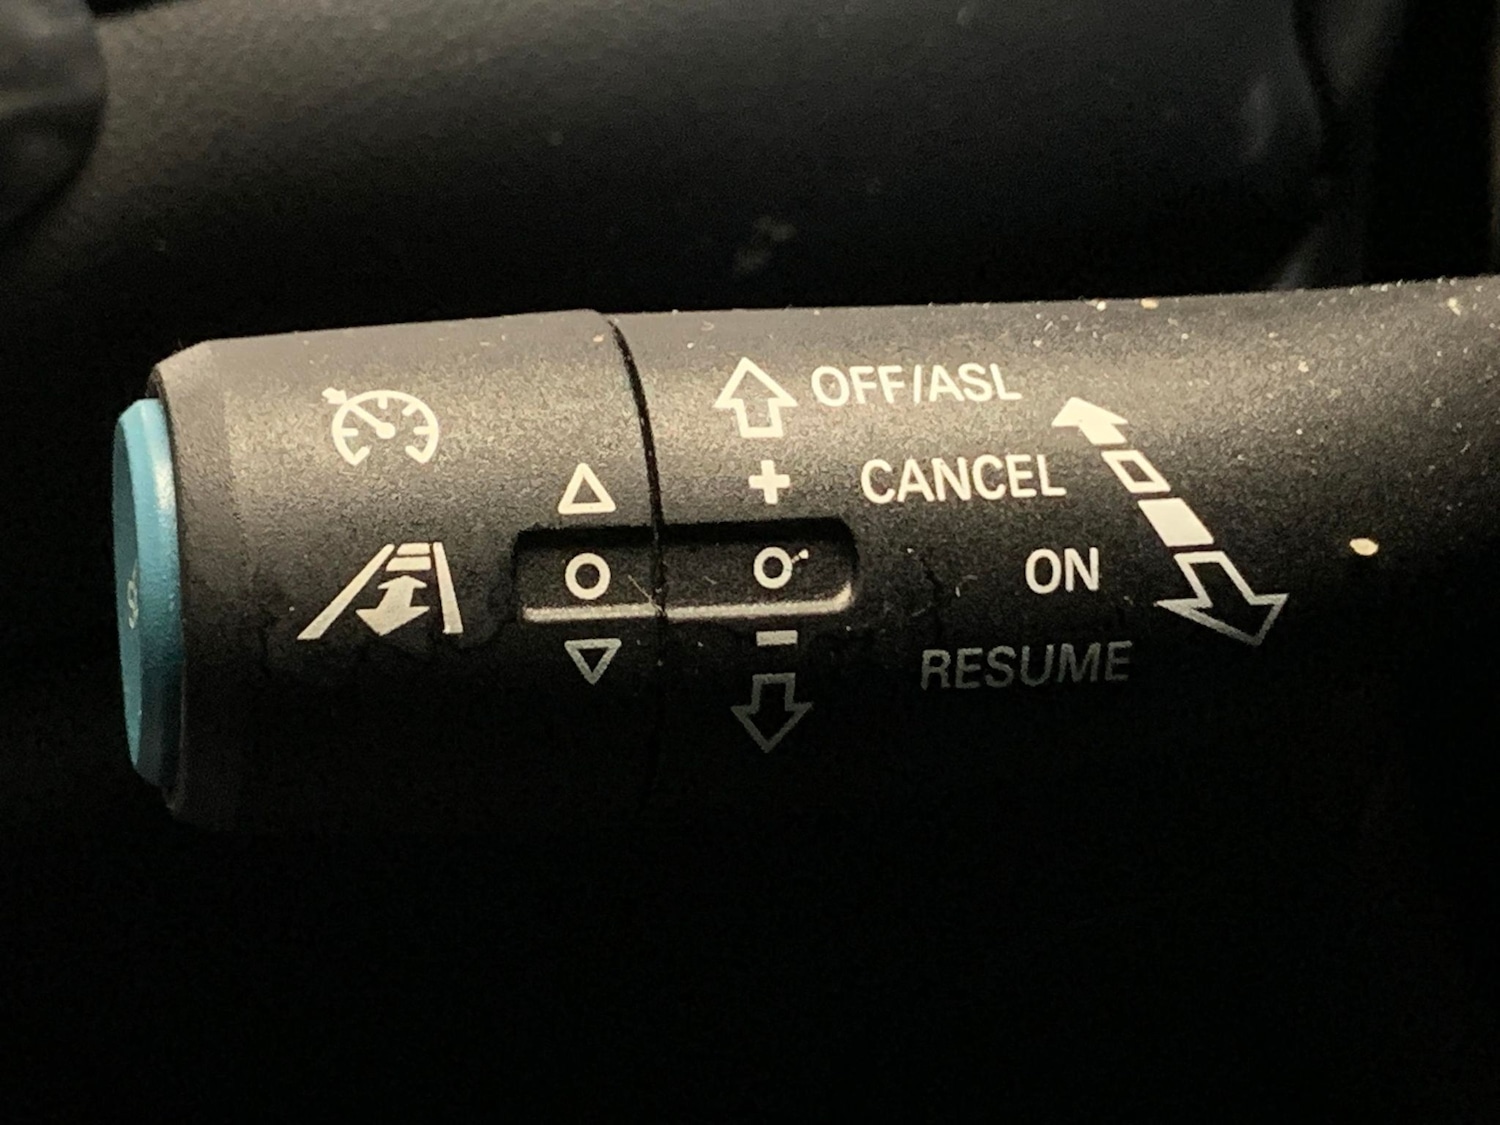 OFF/ASL
+ CANCEL
ON
- RESUME